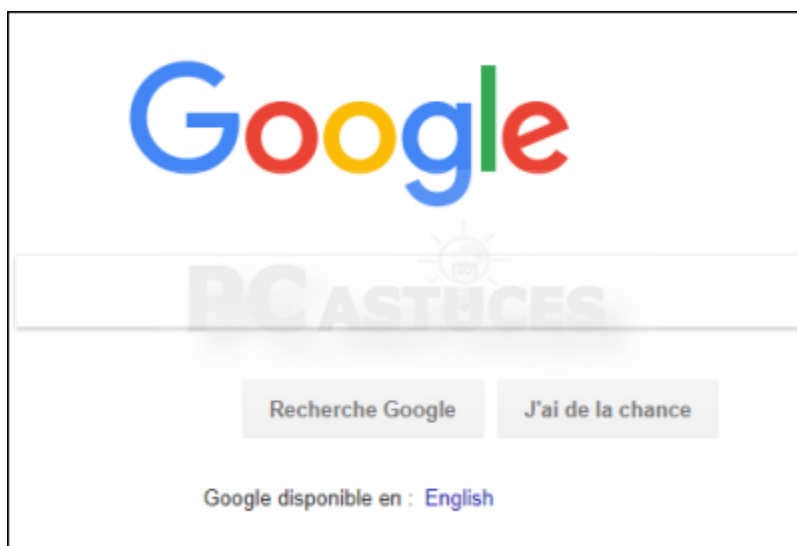 Google
PC ASTUCES
Recherche Google
J'ai de la chance
Google disponible en : English